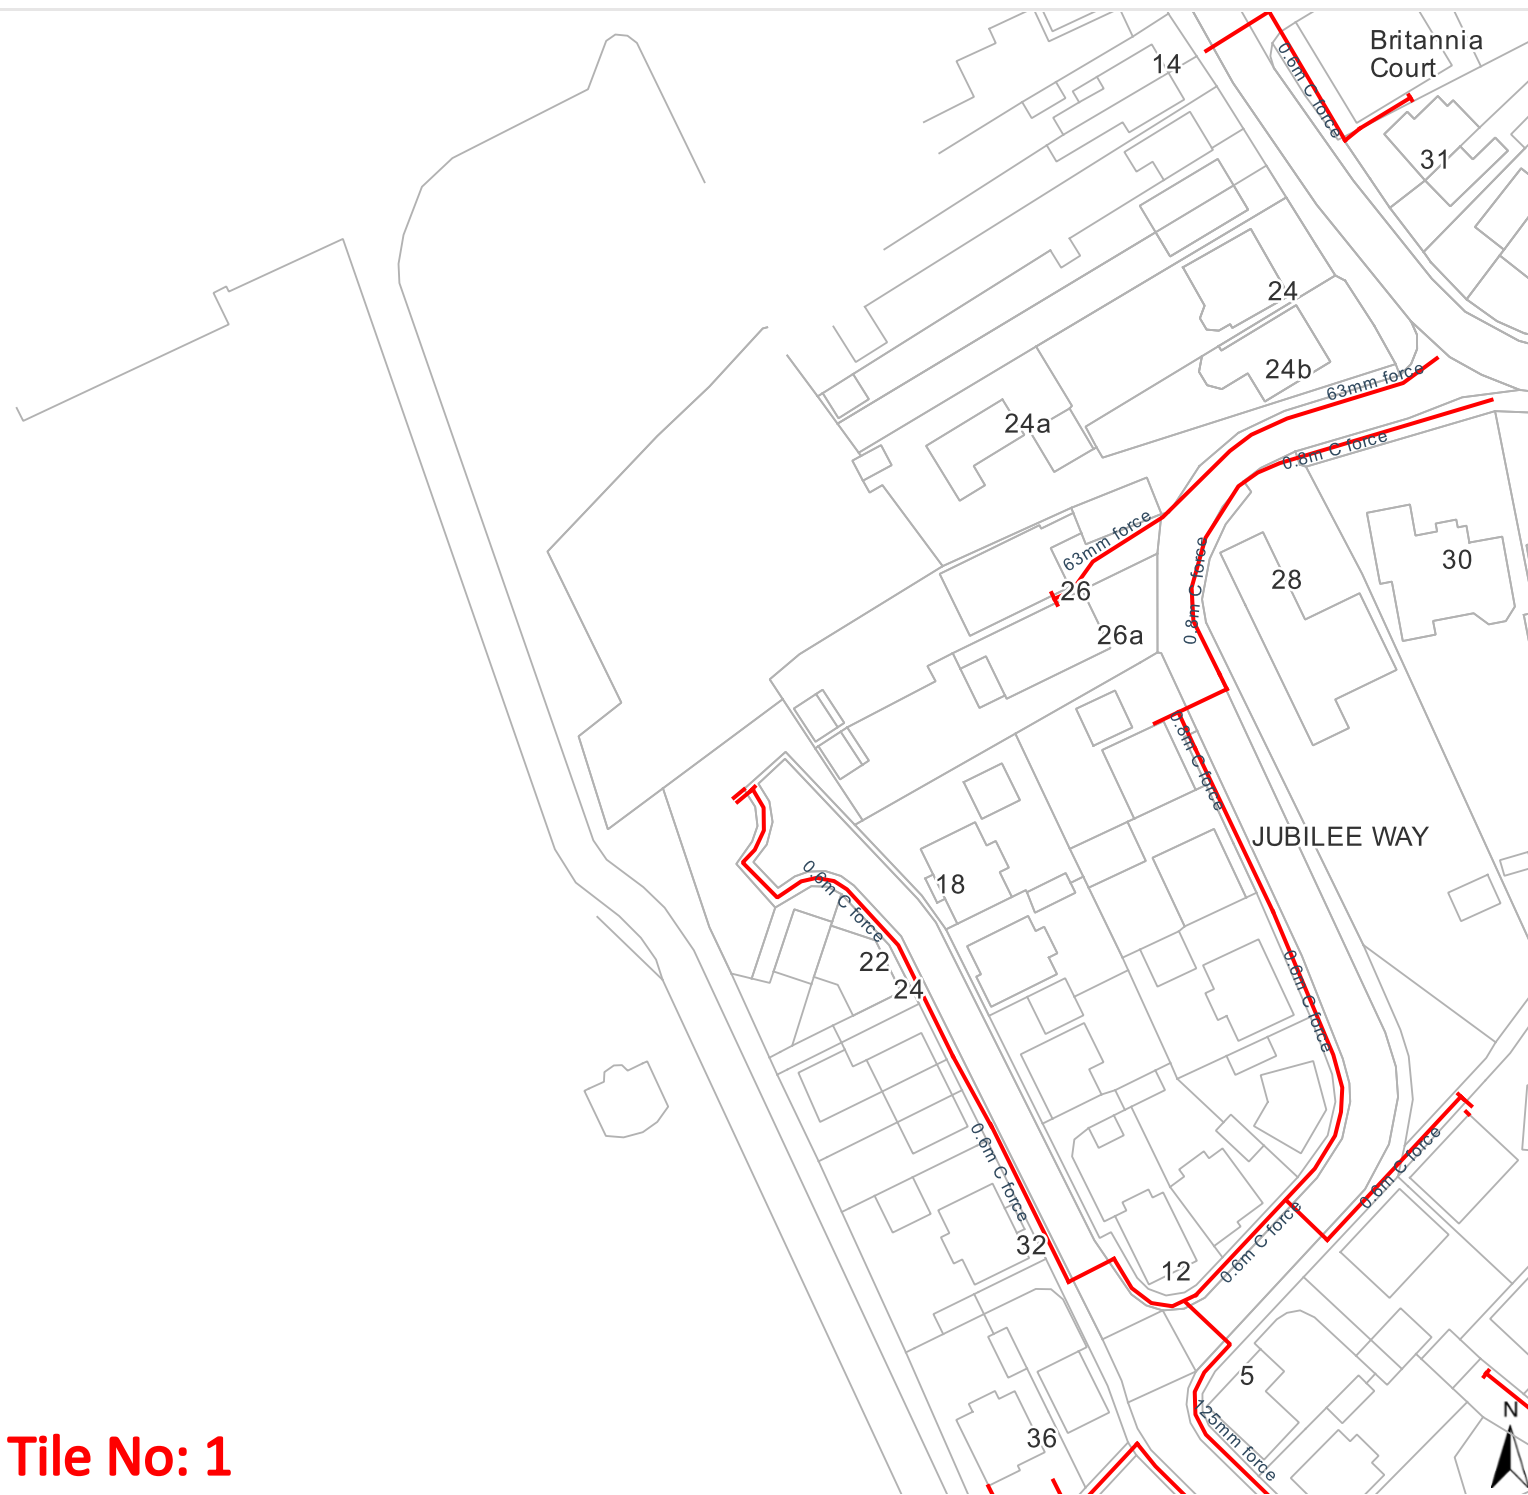 Britannia
Court
14
0.6m C force
31
24
24b
63mm force
24a
0.8m C force
63mm force
30
28
26
0.8m C force
26a
0.8m C force
JUBILEE WAY
18
0.6m C force
22
24
0.6m C force
0.6m C force
0.6m C force
32
0.6m C force
12
5
125mm force
N
36
Tile No: 1